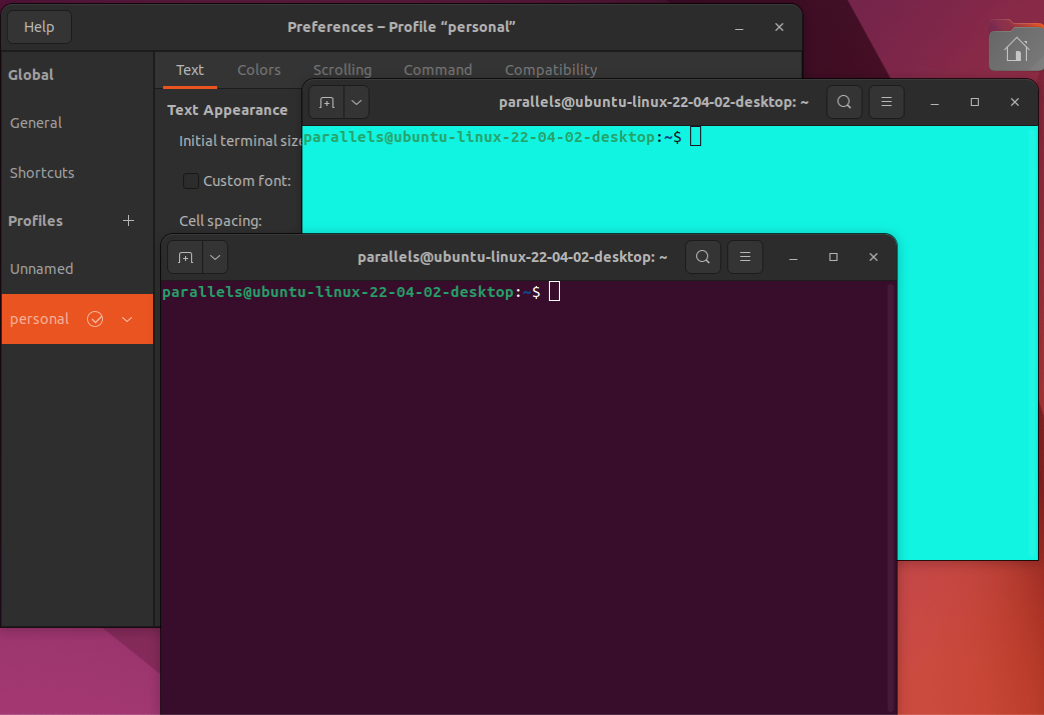 Help
Preferences – Profile “personal”
Global
General
Shortcuts
Profiles
Unnamed
personal
Text Colors Scrolling Command Compatibility
Text Appearance
Initial terminal size
Custom font:
Cell spacing:
parallels@ubuntu-linux-22-04-02-desktop: ~
parallels@ubuntu-linux-22-04-02-desktop:~$
parallels@ubuntu-linux-22-04-02-desktop: ~
parallels@ubuntu-linux-22-04-02-desktop:~$